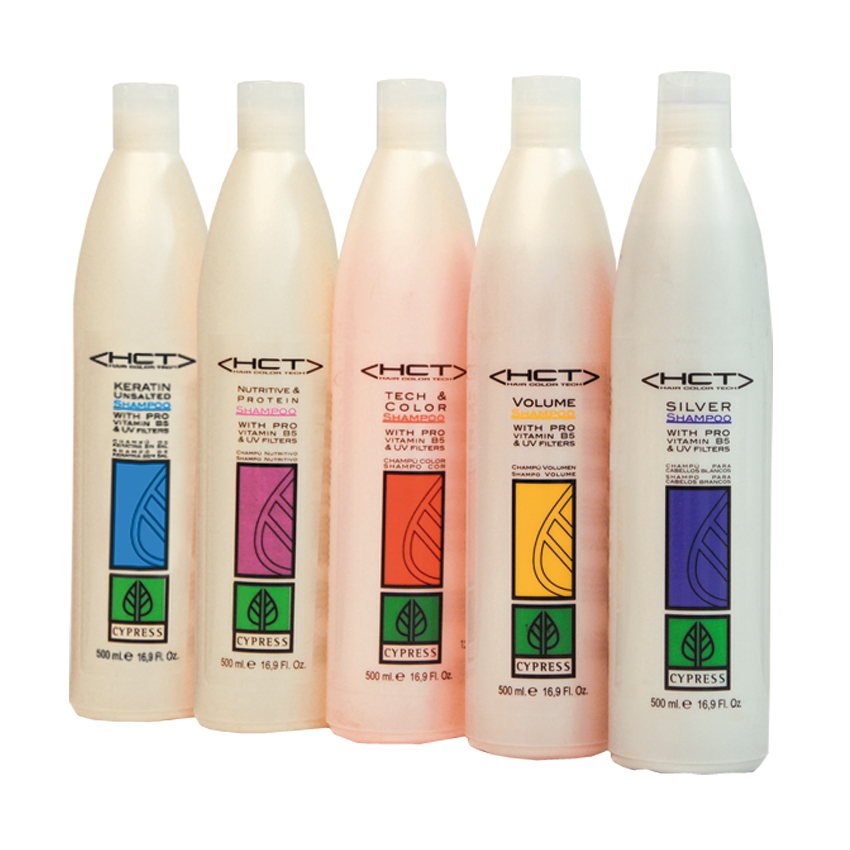 <HCT>
HAIR COLOR TECH
KERATIN
UNSALTED
SHAMPOO
WITH PRO
VITAMIN B5
& UV FILTERS
CYPRESS
500 ml. ℮ 16,9 Fl. Oz.
<HCT>
HAIR COLOR TECH
NUTRITIVE &
PROTEIN
SHAMPOO
WITH PRO
VITAMIN B5
& UV FILTERS
CHAMPÚ NUTRITIVO
SHAMPO NUTRITIVO
CYPRESS
500 ml. ℮ 16,9 Fl. Oz.
<HCT>
HAIR COLOR TECH
TECH &
COLOR
SHAMPOO
WITH PRO
VITAMIN B5
& UV FILTERS
CHAMPÚ COLOR
SHAMPO COR
CYPRESS
500 ml. ℮ 16,9 Fl. Oz.
<HCT>
HAIR COLOR TECH
VOLUME
SHAMPOO
WITH PRO
VITAMIN B5
& UV FILTERS
CHAMPÚ VOLUMEN
SHAMPO VOLUME
CYPRESS
500 ml. ℮ 16,9 Fl. Oz.
<HCT>
HAIR COLOR TECH
SILVER
SHAMPOO
WITH PRO
VITAMIN B5
& UV FILTERS
CHAMPÚ PARA
CABELLOS BLANCOS
SHAMPO PARA
CABELOS BRANCOS
CYPRESS
500 ml. ℮ 16,9 Fl. Oz.